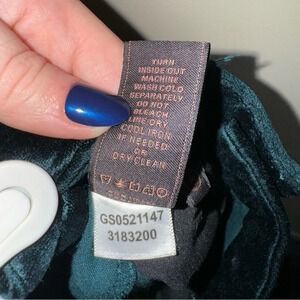 TURN
INSIDE OUT
MACHINE
WASH COLD
SEPARATELY
DO NOT
BLEACH
LINE DRY
COOL IRON
IF NEEDED
OR
DRY CLEAN
GS0521147
3183200